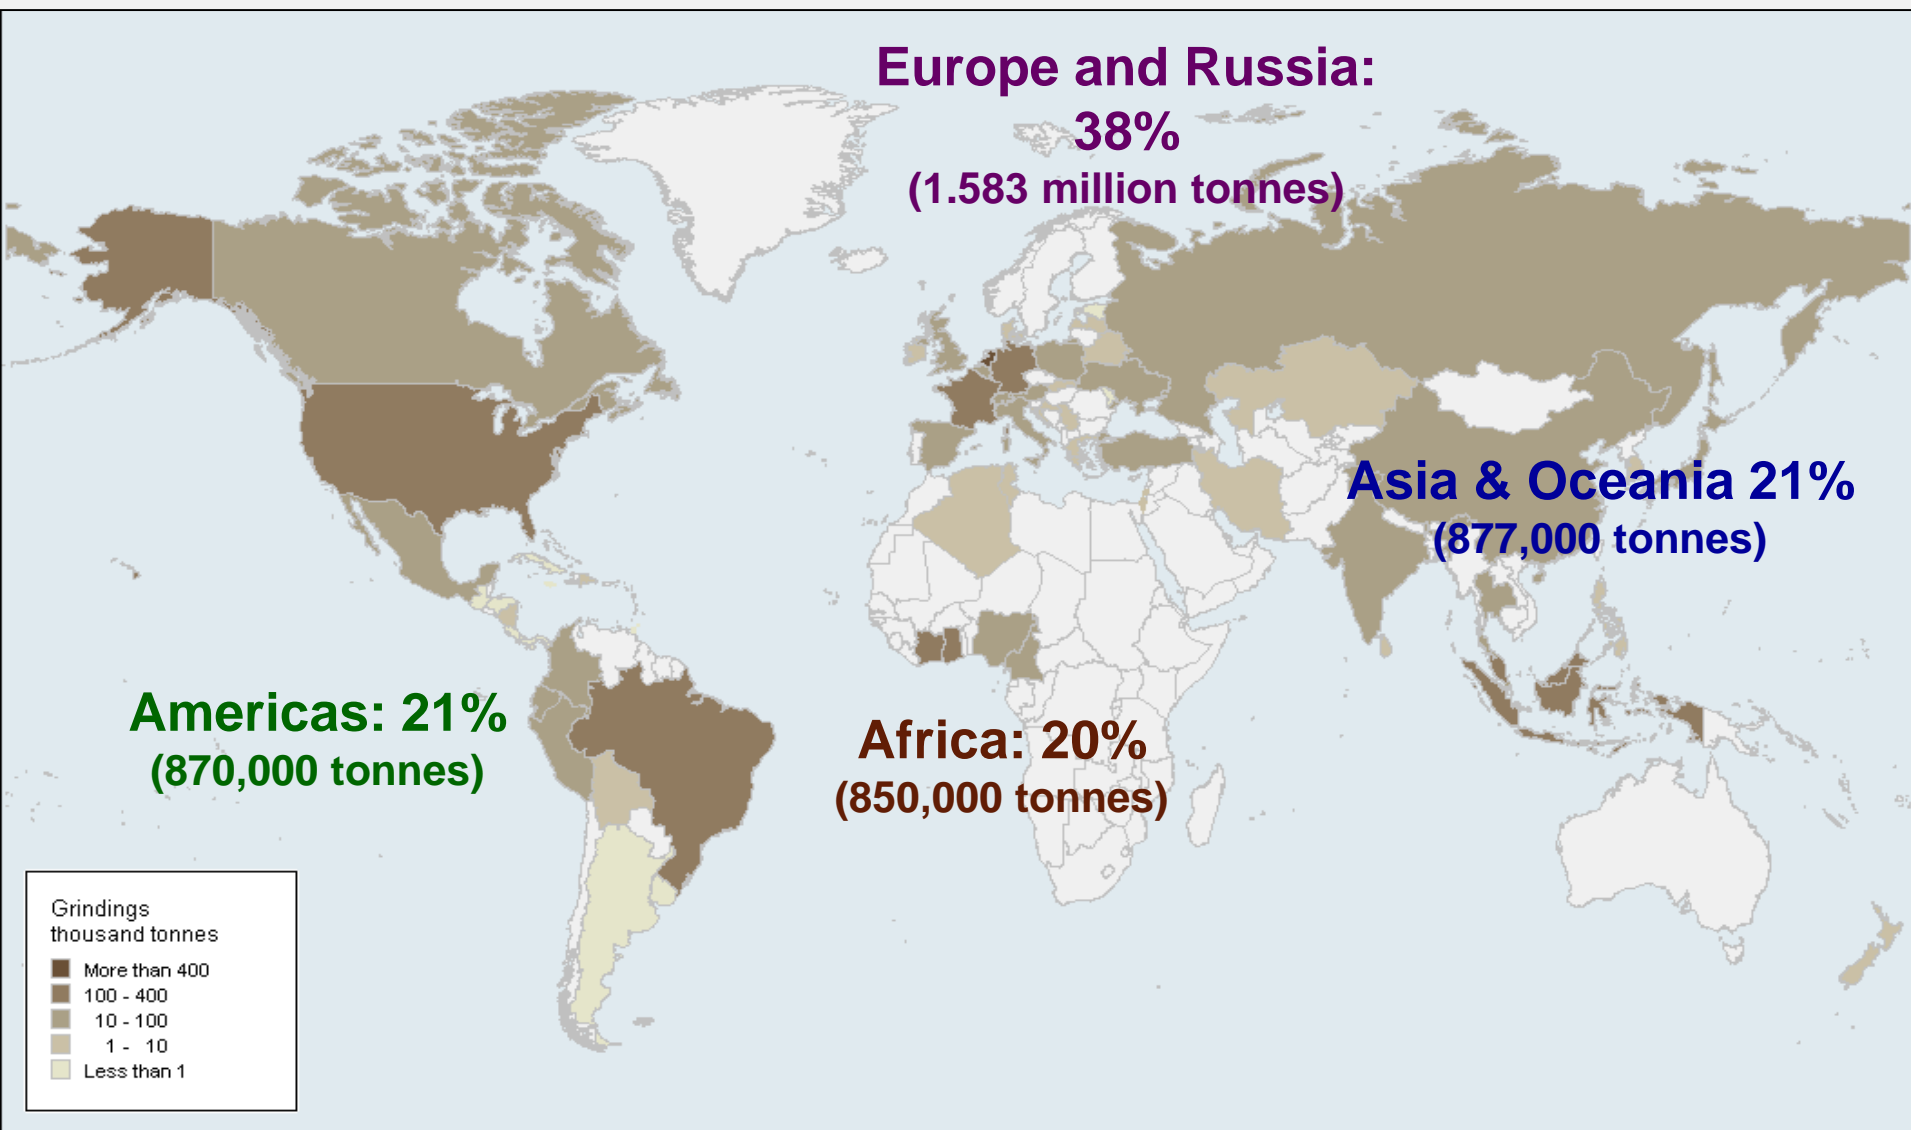 Europe and Russia:
38%
(1.583 million tonnes)
Asia & Oceania 21%
(877,000 tonnes)
Americas: 21%
(870,000 tonnes)
Africa: 20%
(850,000 tonnes)
Grindings
thousand tonnes
More than 400
100 - 400
10 - 100
1 - 10
Less than 1